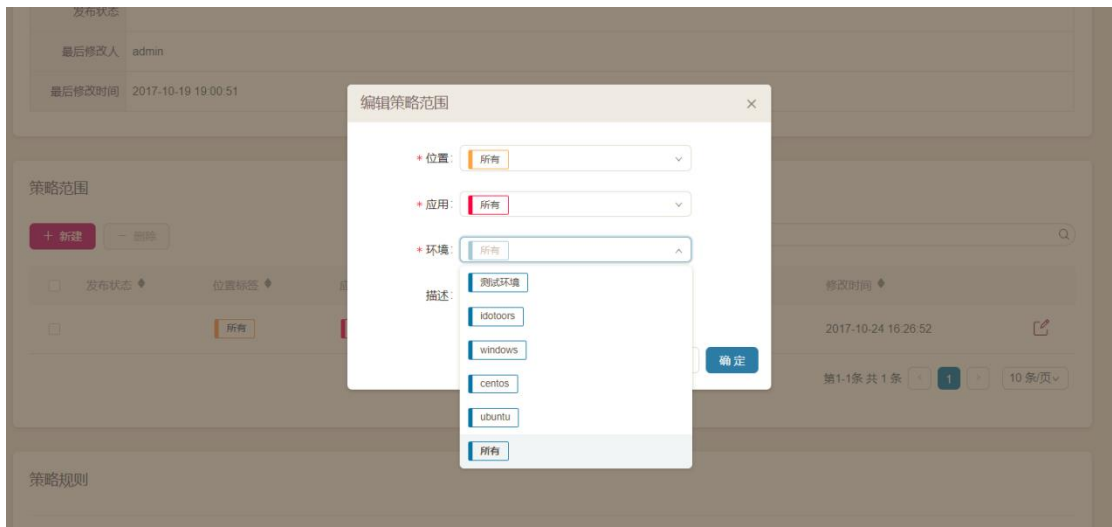 发布状态
最后修改人 admin
最后修改时间 2017-10-19 19:00:51
编辑策略范围
* 位置: 所有
* 应用: 所有
* 环境: 所有
测试环境
idotoors
windows
centos
ubuntu
所有
描述:
确定
策略范围
+ 新建 - 删除
发布状态 位置标签 修改时间
所有 2017-10-24 16:26:52
第1-1条 共 1 条 1 10 条/页
策略规则